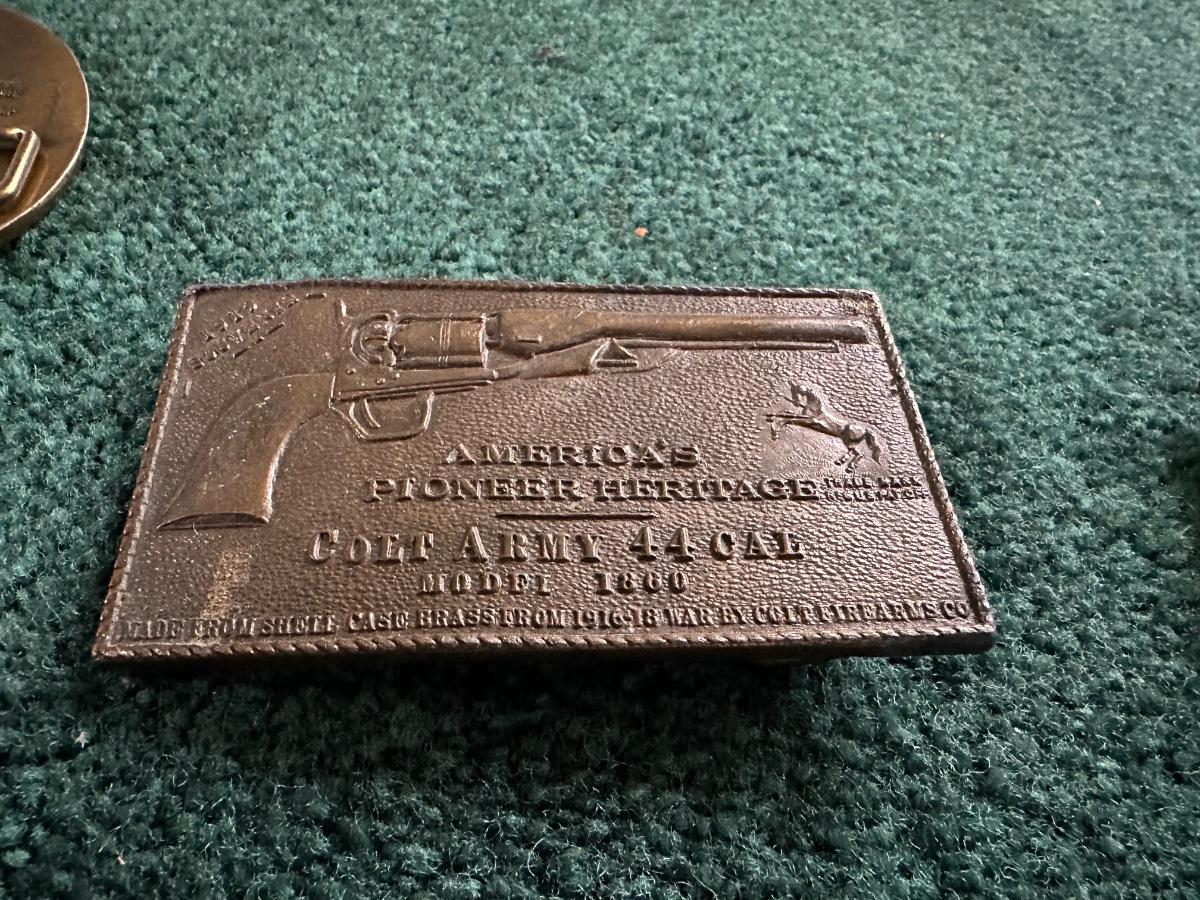 AMERICA'S
PIONEER HERITAGE
COLT ARMY 44 CAL
MODEL 1860
MADE FROM SHELL CASE BRASS FROM 1916-18 WAR BY COLT FIREARMS CO